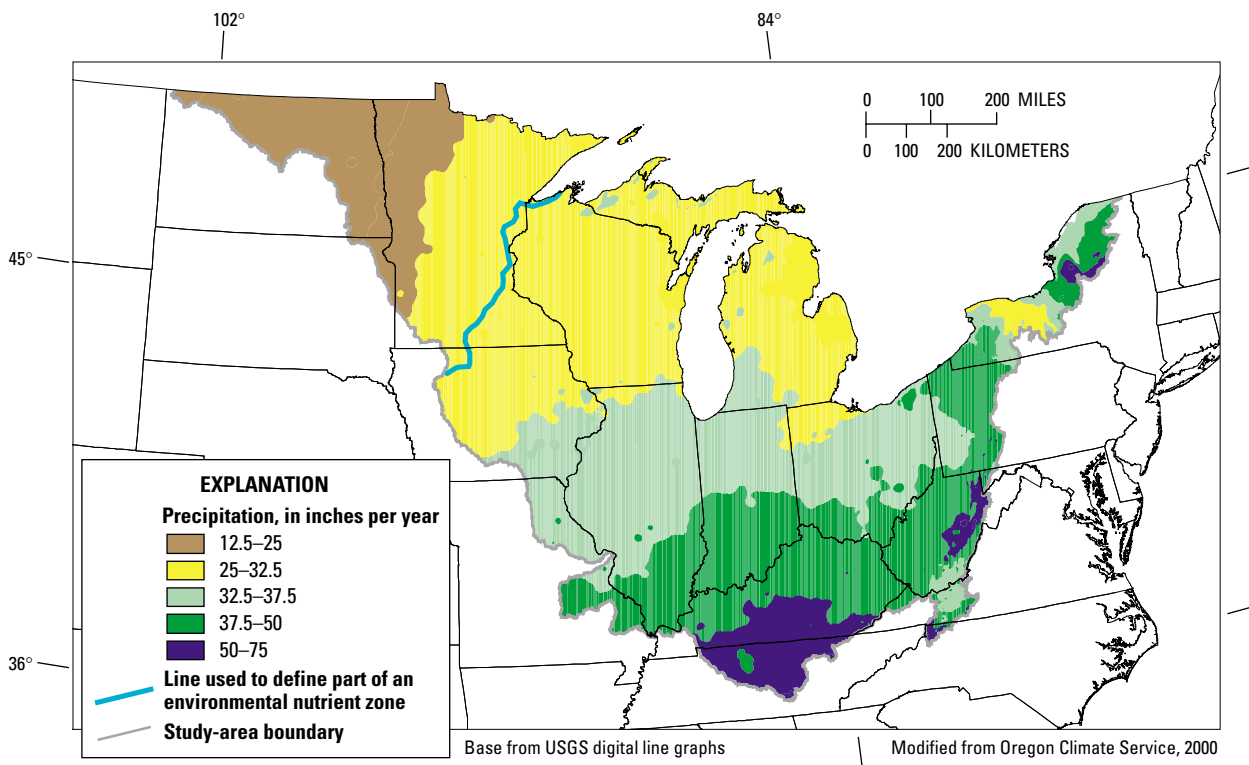 102°
84°
0 100 200 MILES
0 100 200 KILOMETERS
45°
36°
EXPLANATION
Precipitation, in inches per year
12.5–25
25–32.5
32.5–37.5
37.5–50
50–75
Line used to define part of an
environmental nutrient zone
Study-area boundary
Base from USGS digital line graphs
Modified from Oregon Climate Service, 2000